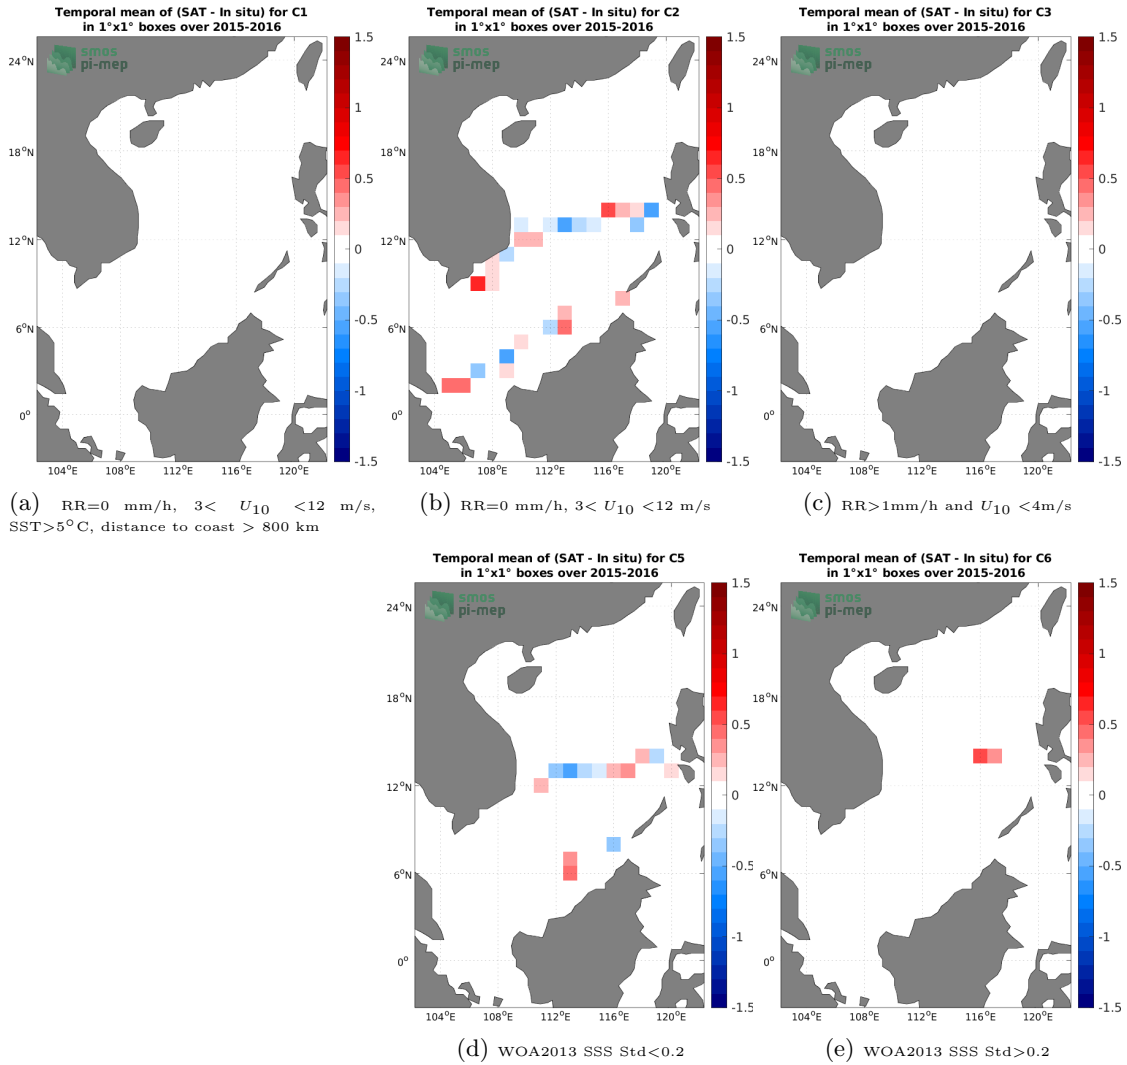 Temporal mean of (SAT - In situ) for C1
in 1°x1° boxes over 2015-2016
smos
pi-mep
24°N
18°N
12°N
6°N
0°
104°E 108°E 112°E 116°E 120°E
1.5
1
0.5
0
-0.5
-1
-1.5
(a) RR=0 mm/h, 3< U10 <12 m/s,
SST>5°C, distance to coast > 800 km
Temporal mean of (SAT - In situ) for C2
in 1°x1° boxes over 2015-2016
smos
pi-mep
24°N
18°N
12°N
6°N
0°
104°E 108°E 112°E 116°E 120°E
1.5
1
0.5
0
-0.5
-1
-1.5
(b) RR=0 mm/h, 3< U10 <12 m/s
Temporal mean of (SAT - In situ) for C3
in 1°x1° boxes over 2015-2016
smos
pi-mep
24°N
18°N
12°N
6°N
0°
104°E 108°E 112°E 116°E 120°E
1.5
1
0.5
0
-0.5
-1
-1.5
(c) RR>1mm/h and U10 <4m/s
Temporal mean of (SAT - In situ) for C5
in 1°x1° boxes over 2015-2016
smos
pi-mep
24°N
18°N
12°N
6°N
0°
104°E 108°E 112°E 116°E 120°E
1.5
1
0.5
0
-0.5
-1
-1.5
(d) WOA2013 SSS Std<0.2
Temporal mean of (SAT - In situ) for C6
in 1°x1° boxes over 2015-2016
smos
pi-mep
24°N
18°N
12°N
6°N
0°
104°E 108°E 112°E 116°E 120°E
1.5
1
0.5
0
-0.5
-1
-1.5
(e) WOA2013 SSS Std>0.2